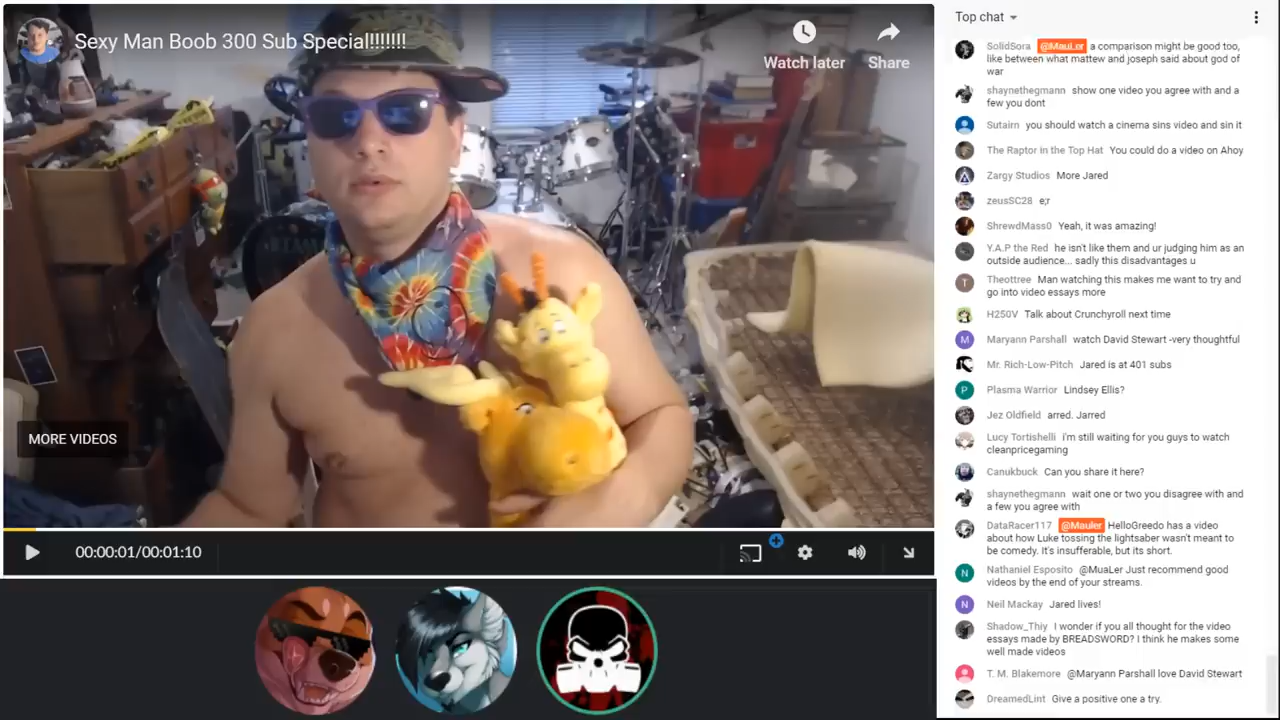 Sexy Man Boob 300 Sub Special!!!!!!!
Watch later
Share
MORE VIDEOS
00:00:01/00:01:10
Top chat
SolidSora @MauLer a comparison might be good too,
like between what mattew and joseph said about god of
war
shaynethegmann show one video you agree with and a
few you dont
Sutairn you should watch a cinema sins video and sin it
The Raptor in the Top Hat You could do a video on Ahoy
Zargy Studios More Jared
zeusSC28 e;r
ShrewdMass0 Yeah, it was amazing!
Y.A.P the Red he isn't like them and ur judging him as an
outside audience... sadly this disadvantages u
Theottree Man watching this makes me want to try and
go into video essays more
H250V Talk about Crunchyroll next time
Maryann Parshall watch David Stewart -very thoughtful
Mr. Rich-Low-Pitch Jared is at 401 subs
Plasma Warrior Lindsey Ellis?
Jez Oldfield arred. Jarred
Lucy Tortishelli i'm still waiting for you guys to watch
cleanpricegaming
Canukbuck Can you share it here?
shaynethegmann wait one or two you disagree with and
a few you agree with
DataRacer117 @Mauler HelloGreedo has a video
about how Luke tossing the lightsaber wasn't meant to
be comedy. It's insufferable, but its short.
Nathaniel Esposito @MuaLer Just recommend good
videos by the end of your streams.
Neil Mackay Jared lives!
Shadow_Thiy I wonder if you all thought for the video
essays made by BREADSWORD? I think he makes some
well made videos
T. M. Blakemore @Maryann Parshall love David Stewart
DreamedLint Give a positive one a try.